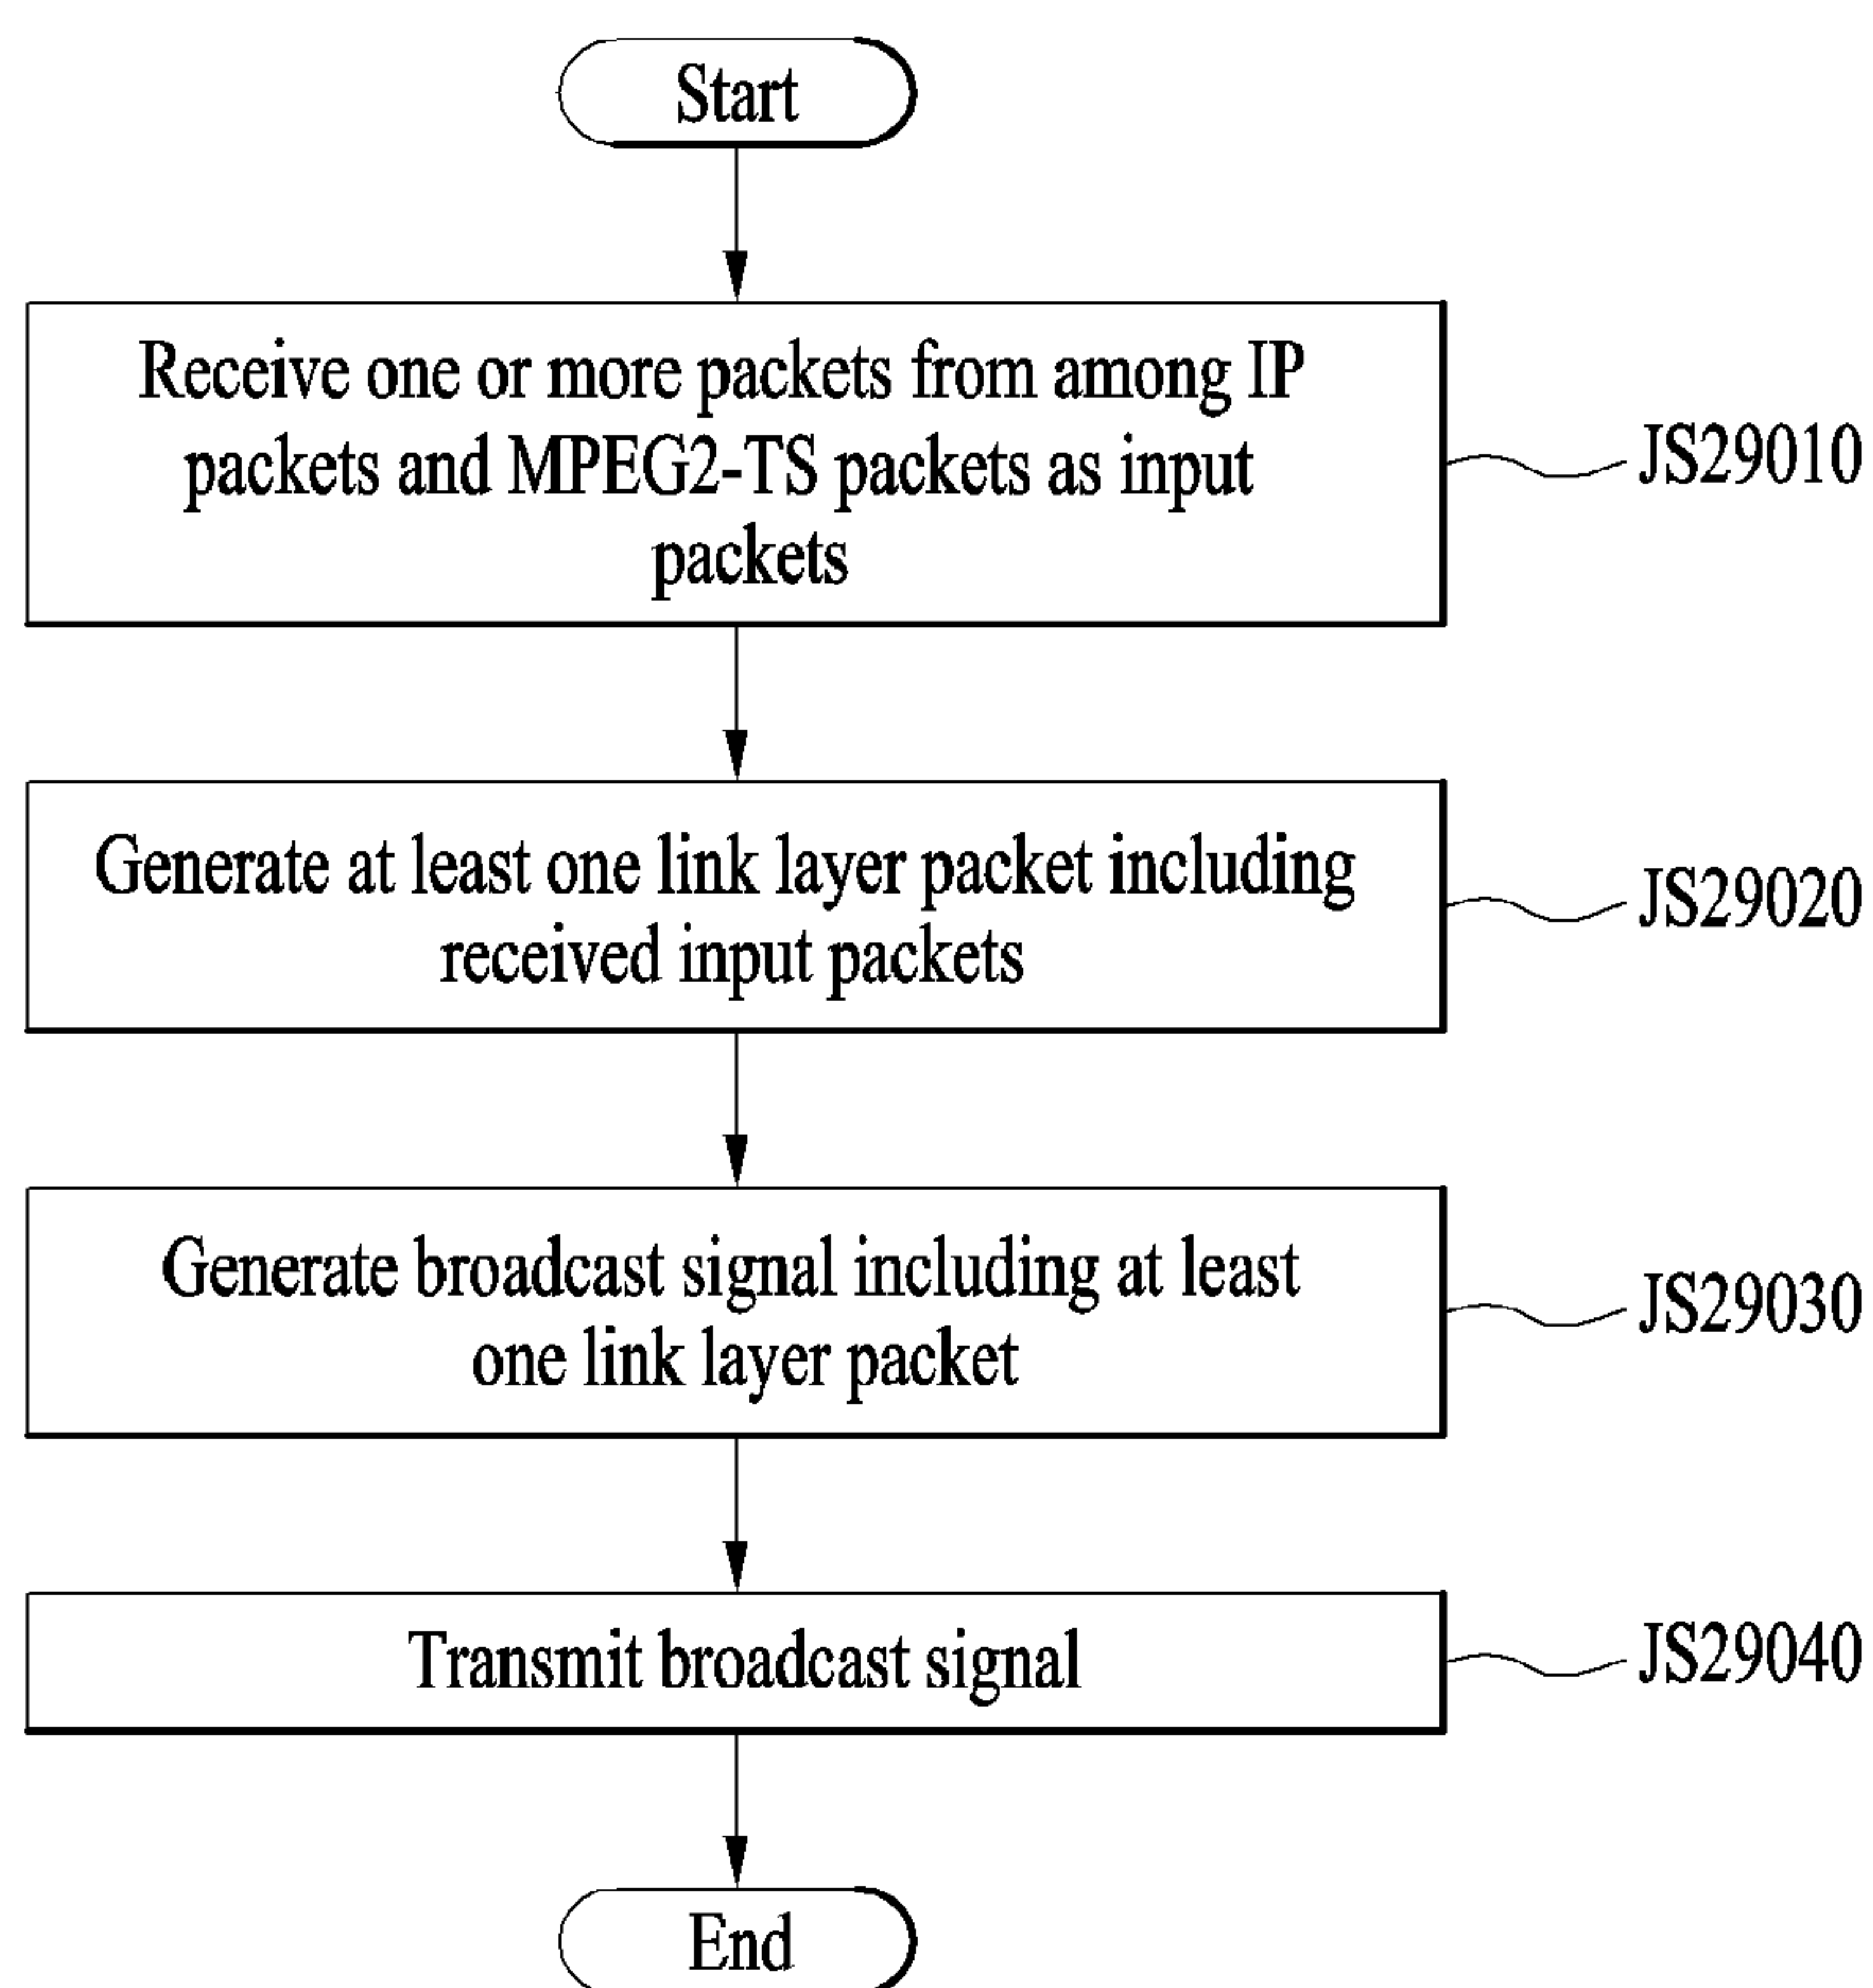 Start
Receive one or more packets from among IP
packets and MPEG2-TS packets as input
packets
JS29010
Generate at least one link layer packet including
received input packets
JS29020
Generate broadcast signal including at least
one link layer packet
JS29030
Transmit broadcast signal
JS29040
End